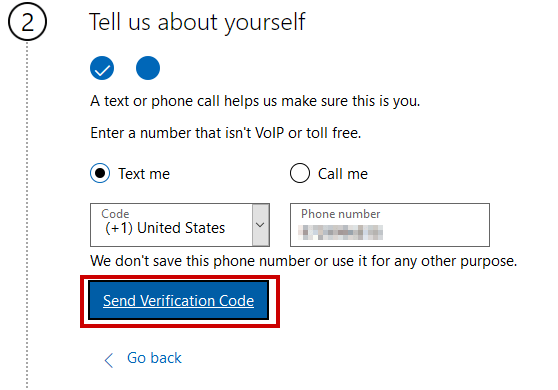 2
Tell us about yourself
A text or phone call helps us make sure this is you.
Enter a number that isn't VoIP or toll free.
Text me
Call me
Code
(+1) United States
Phone number
We don't save this phone number or use it for any other purpose.
Send Verification Code
Go back